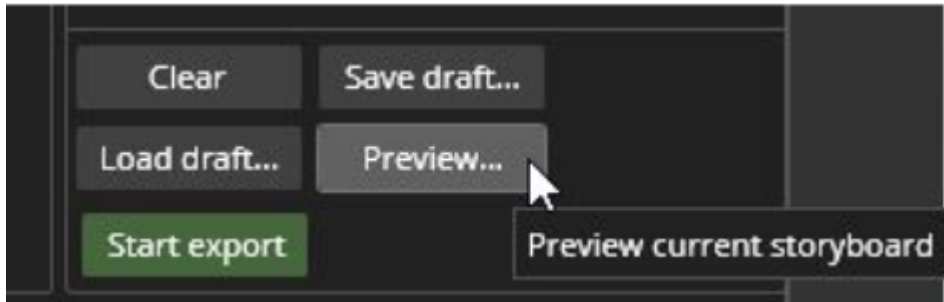 Clear
Save draft...
Load draft...
Preview...
Start export
Preview current storyboard